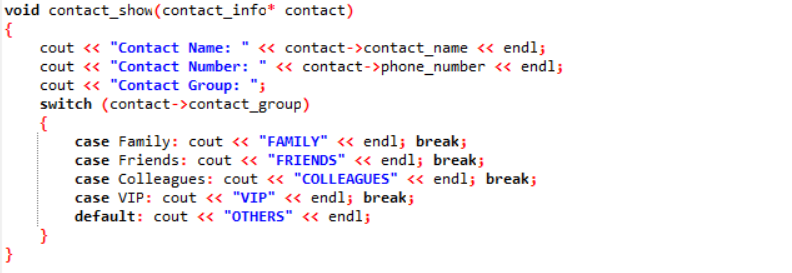 void contact_show(contact_info* contact)
{
    cout << "Contact Name: " << contact->contact_name << endl;
    cout << "Contact Number: " << contact->phone_number << endl;
    cout << "Contact Group: ";
    switch (contact->contact_group)
    {
        case Family: cout << "FAMILY" << endl; break;
        case Friends: cout << "FRIENDS" << endl; break;
        case Colleagues: cout << "COLLEAGUES" << endl; break;
        case VIP: cout << "VIP" << endl; break;
        default: cout << "OTHERS" << endl;
    }
}